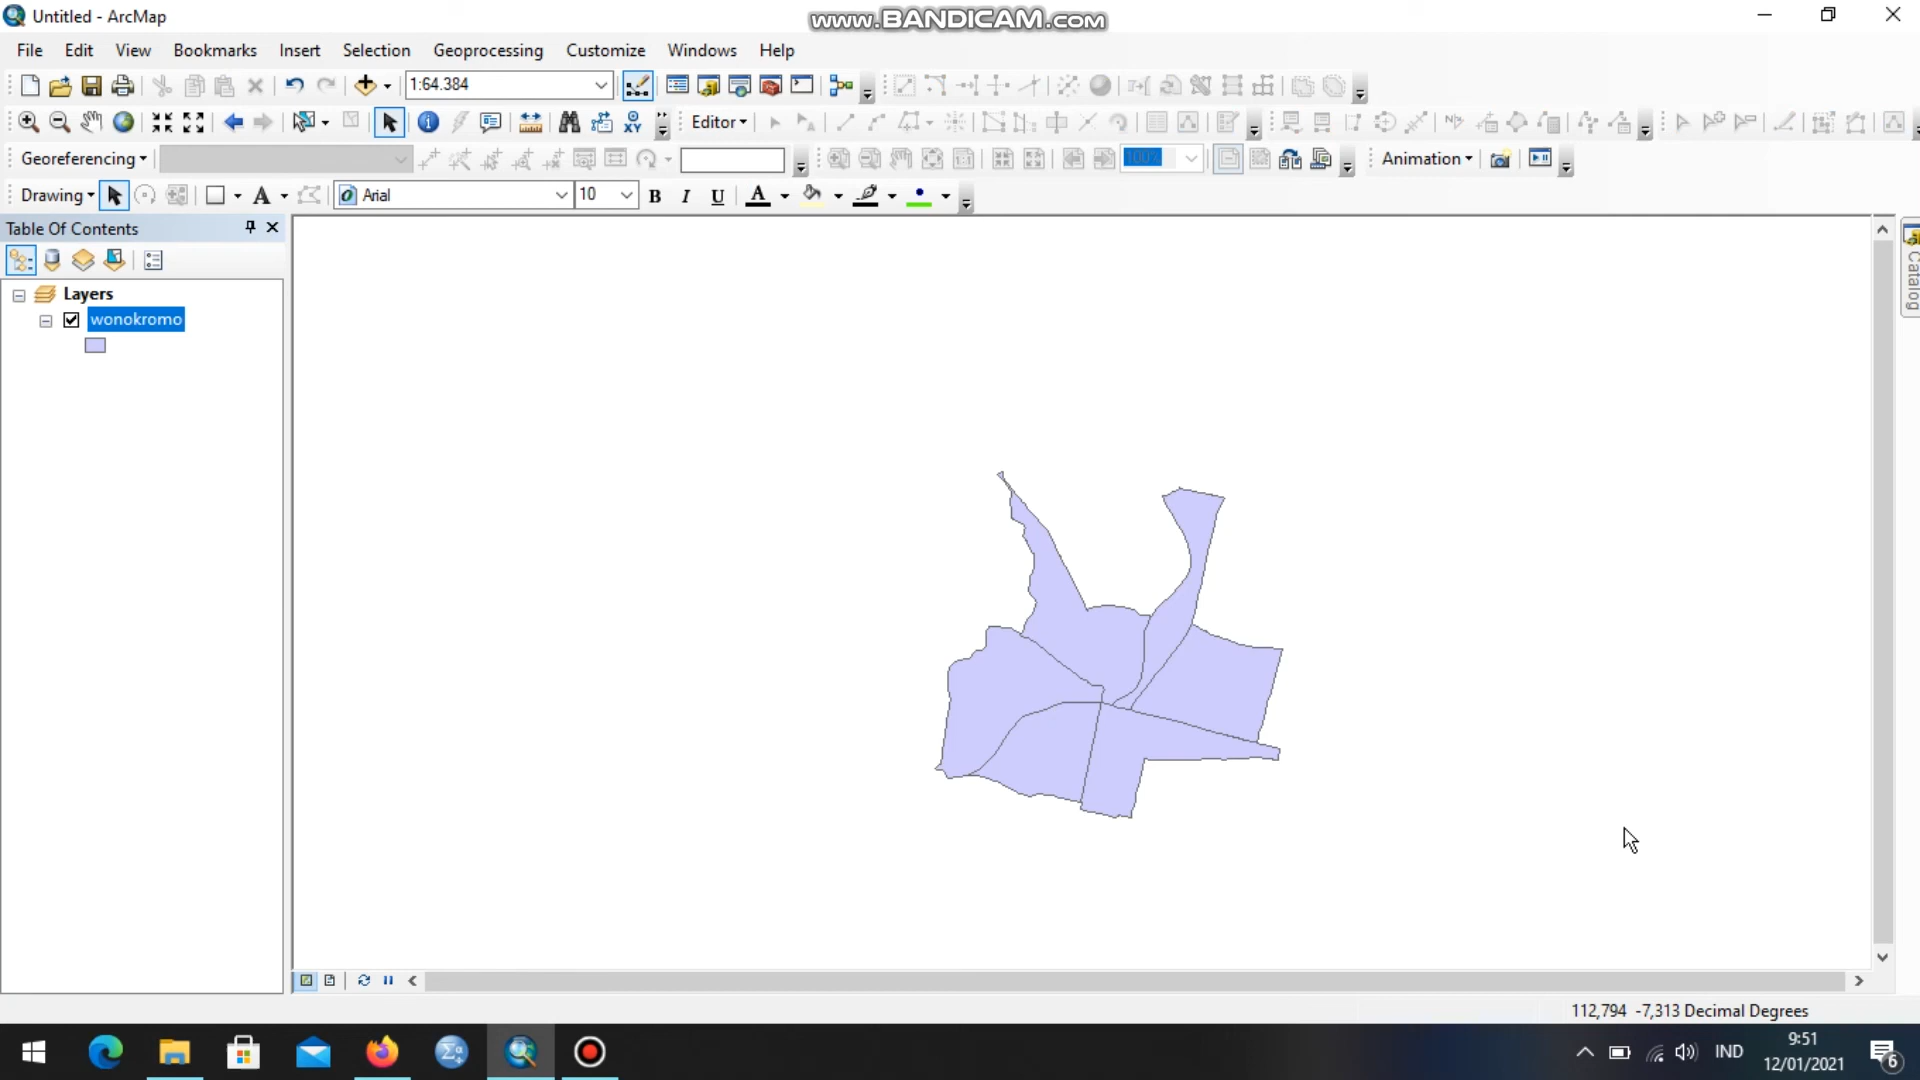 Untitled - ArcMap
www.BANDICAM.com
File Edit View Bookmarks Insert Selection Geoprocessing Customize Windows Help
1:64.384
Editor
Georeferencing
100%
Animation
Drawing
A
Arial
10
B I U A
Table Of Contents
Layers
wonokromo
Catalog
112,794 -7,313 Decimal Degrees
IND
9:51
12/01/2021
6